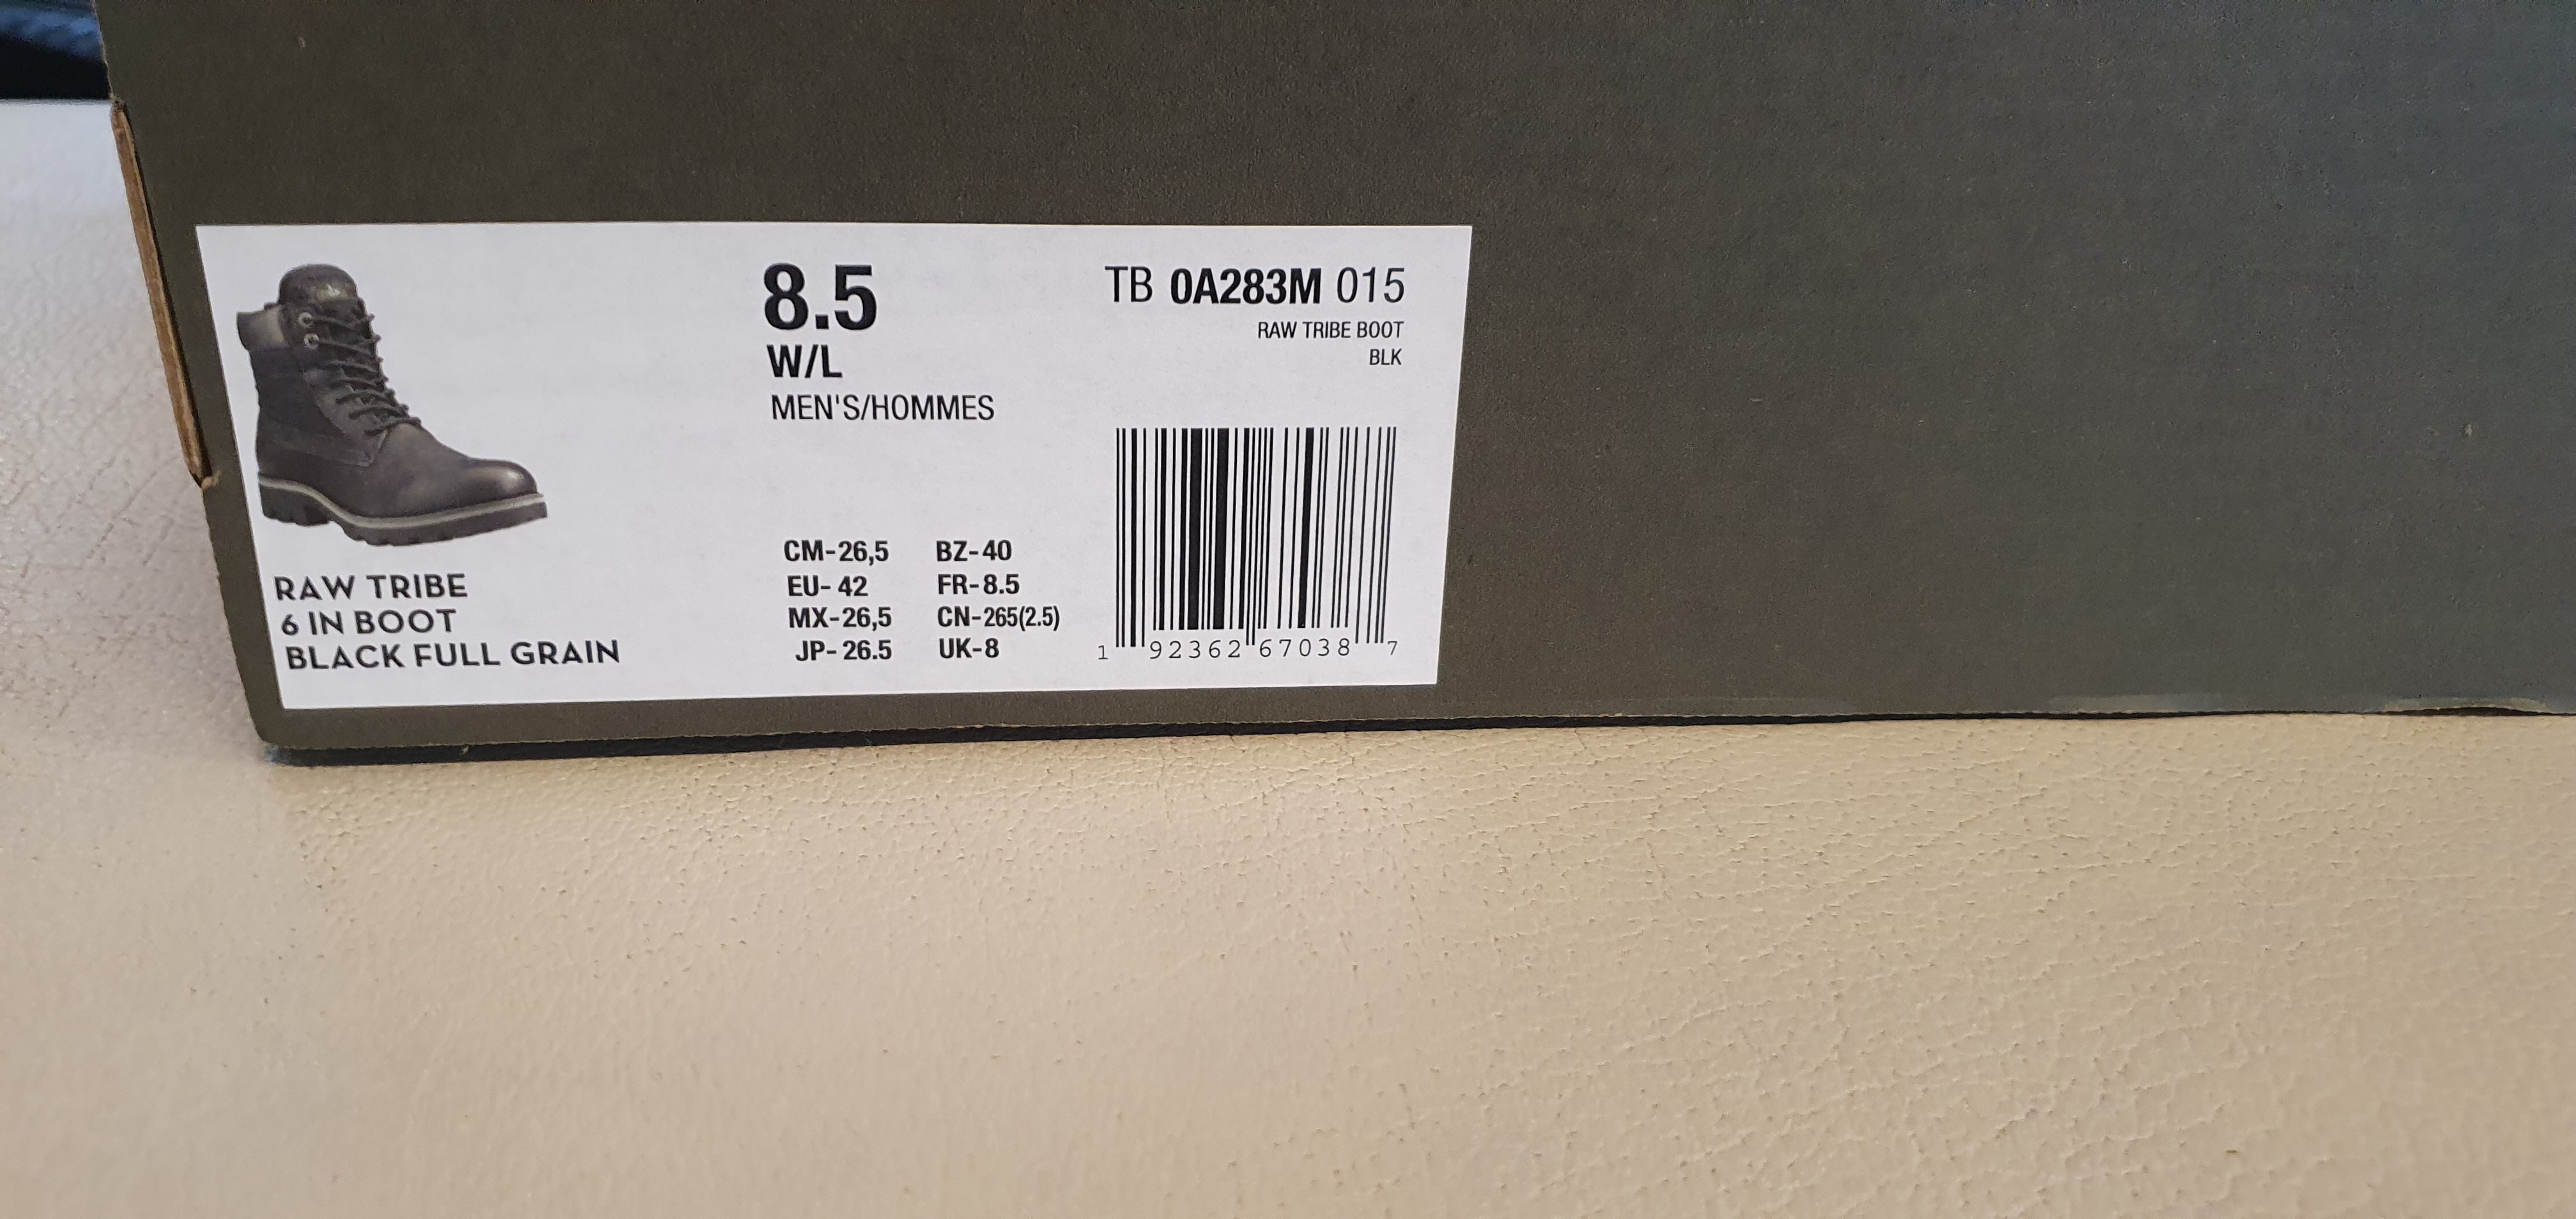 8.5
W/L
MEN'S/HOMMES
TB 0A283M 015
RAW TRIBE BOOT
BLK
RAW TRIBE
6 IN BOOT
BLACK FULL GRAIN
CM-26,5 BZ-40
EU- 42 FR-8.5
MX-26,5 CN-265(2.5)
JP- 26.5 UK-8
1 92362 67038 7